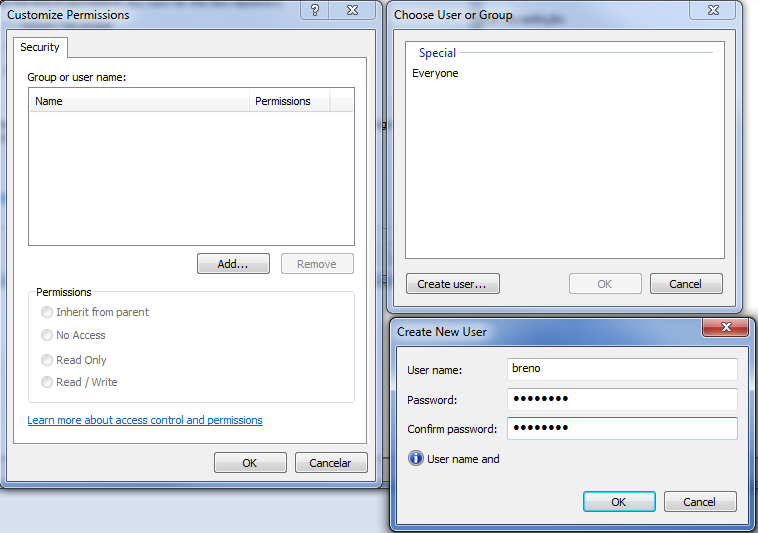 Customize Permissions
Security
Group or user name:
Name Permissions
Add... Remove
Permissions
Inherit from parent
No Access
Read Only
Read / Write
Learn more about access control and permissions
OK Cancelar
Choose User or Group
Special
Everyone
Create user... OK Cancel
Create New User
User name: breno
Password: ●●●●●●●●
Confirm password: ●●●●●●●●
User name and
OK Cancel